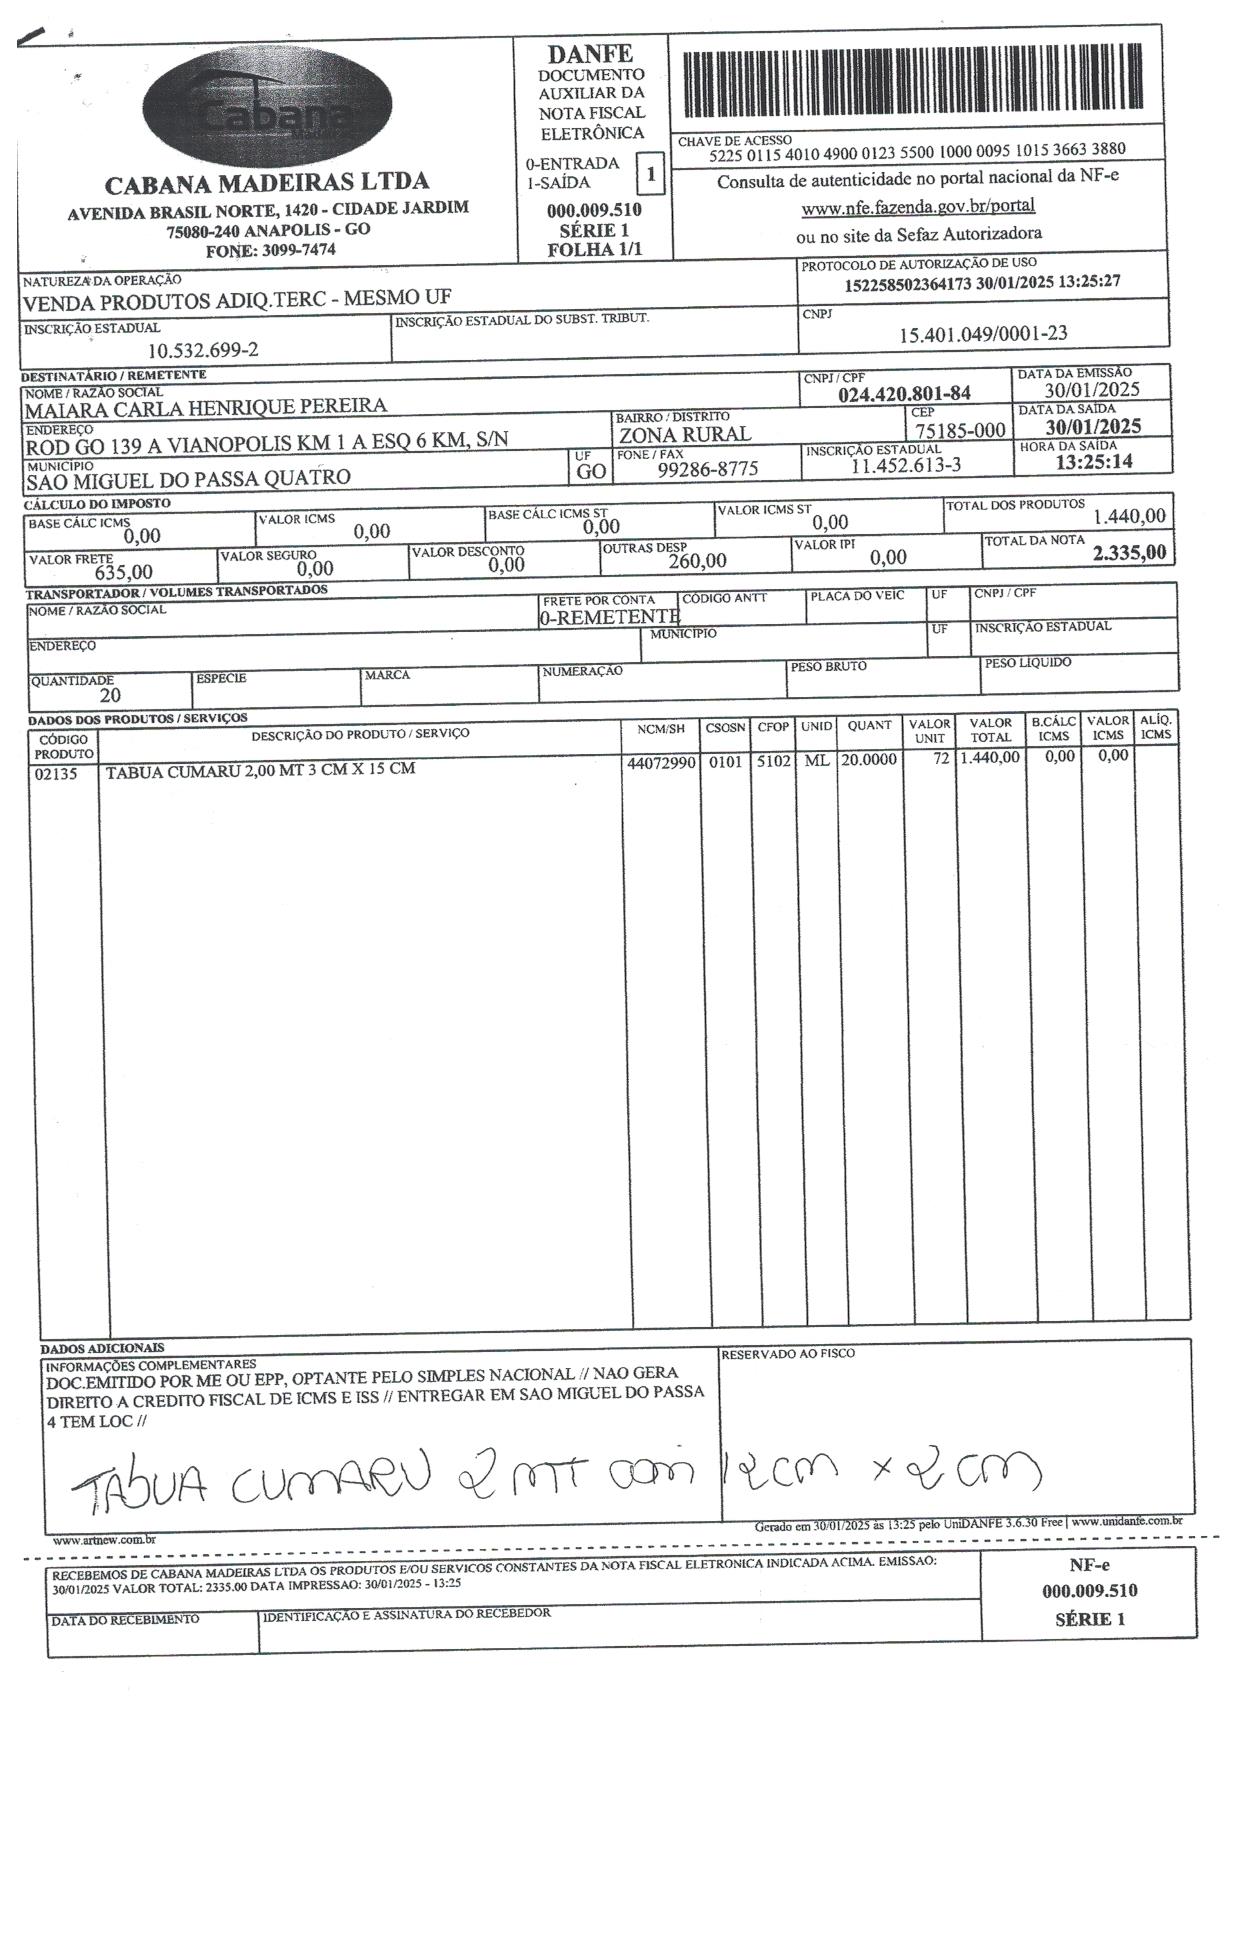 Cabana
CABANA MADEIRAS LTDA
AVENIDA BRASIL NORTE, 1420 - CIDADE JARDIM
75080-240 ANAPOLIS - GO
FONE: 3099-7474
DANFE
DOCUMENTO
AUXILIAR DA
NOTA FISCAL
ELETRÔNICA
0-ENTRADA
1-SAÍDA
1
000.009.510
SÉRIE 1
FOLHA 1/1
CHAVE DE ACESSO
5225 0115 4010 4900 0123 5500 1000 0095 1015 3663 3880
Consulta de autenticidade no portal nacional da NF-e
www.nfe.fazenda.gov.br/portal
ou no site da Sefaz Autorizadora
NATUREZA DA OPERAÇÃO
VENDA PRODUTOS ADIQ.TERC - MESMO UF
PROTOCOLO DE AUTORIZAÇÃO DE USO
152258502364173 30/01/2025 13:25:27
INSCRIÇÃO ESTADUAL
10.532.699-2
INSCRIÇÃO ESTADUAL DO SUBST. TRIBUT.
CNPJ
15.401.049/0001-23
DESTINATÁRIO / REMETENTE
NOME / RAZÃO SOCIAL
MAIARA CARLA HENRIQUE PEREIRA
CNPJ / CPF
024.420.801-84
DATA DA EMISSÃO
30/01/2025
ENDEREÇO
ROD GO 139 A VIANOPOLIS KM 1 A ESQ 6 KM, S/N
BAIRRO / DISTRITO
ZONA RURAL
CEP
75185-000
DATA DA SAÍDA
30/01/2025
MUNICÍPIO
SAO MIGUEL DO PASSA QUATRO
UF
GO
FONE / FAX
99286-8775
INSCRIÇÃO ESTADUAL
11.452.613-3
HORA DA SAÍDA
13:25:14
CÁLCULO DO IMPOSTO
BASE CÁLC ICMS
0,00
VALOR ICMS
0,00
BASE CÁLC ICMS ST
0,00
VALOR ICMS ST
0,00
TOTAL DOS PRODUTOS
1.440,00
VALOR FRETE
635,00
VALOR SEGURO
0,00
VALOR DESCONTO
0,00
OUTRAS DESP
260,00
VALOR IPI
0,00
TOTAL DA NOTA
2.335,00
TRANSPORTADOR / VOLUMES TRANSPORTADOS
NOME / RAZÃO SOCIAL
FRETE POR CONTA
0-REMETENTE
CÓDIGO ANTT
PLACA DO VEIC
UF
CNPJ / CPF
ENDEREÇO
MUNICÍPIO
UF
INSCRIÇÃO ESTADUAL
QUANTIDADE
20
ESPÉCIE
MARCA
NUMERAÇÃO
PESO BRUTO
PESO LÍQUIDO
DADOS DOS PRODUTOS / SERVIÇOS
CÓDIGO PRODUTO DESCRIÇÃO DO PRODUTO / SERVIÇO NCM/SH CSOSN CFOP UNID QUANT VALOR UNIT VALOR TOTAL B.CÁLC ICMS VALOR ICMS ALÍQ. ICMS
02135 TABUA CUMARU 2,00 MT 3 CM X 15 CM 44072990 0101 5102 ML 20.0000 72 1.440,00 0,00 0,00
DADOS ADICIONAIS
INFORMAÇÕES COMPLEMENTARES
DOC.EMITIDO POR ME OU EPP, OPTANTE PELO SIMPLES NACIONAL // NAO GERA
DIREITO A CREDITO FISCAL DE ICMS E ISS // ENTREGAR EM SAO MIGUEL DO PASSA
4 TEM LOC //
RESERVADO AO FISCO
TABUA CUMARU 2 MT com 12 cm x 2 cm
www.artnew.com.br
Gerado em 30/01/2025 às 13:25 pelo UniDANFE 3.6.30 Free | www.unidanfe.com.br
RECEBEMOS DE CABANA MADEIRAS LTDA OS PRODUTOS E/OU SERVICOS CONSTANTES DA NOTA FISCAL ELETRONICA INDICADA ACIMA. EMISSAO:
30/01/2025 VALOR TOTAL: 2335.00 DATA IMPRESSAO: 30/01/2025 - 13:25
DATA DO RECEBIMENTO
IDENTIFICAÇÃO E ASSINATURA DO RECEBEDOR
NF-e
000.009.510
SÉRIE 1